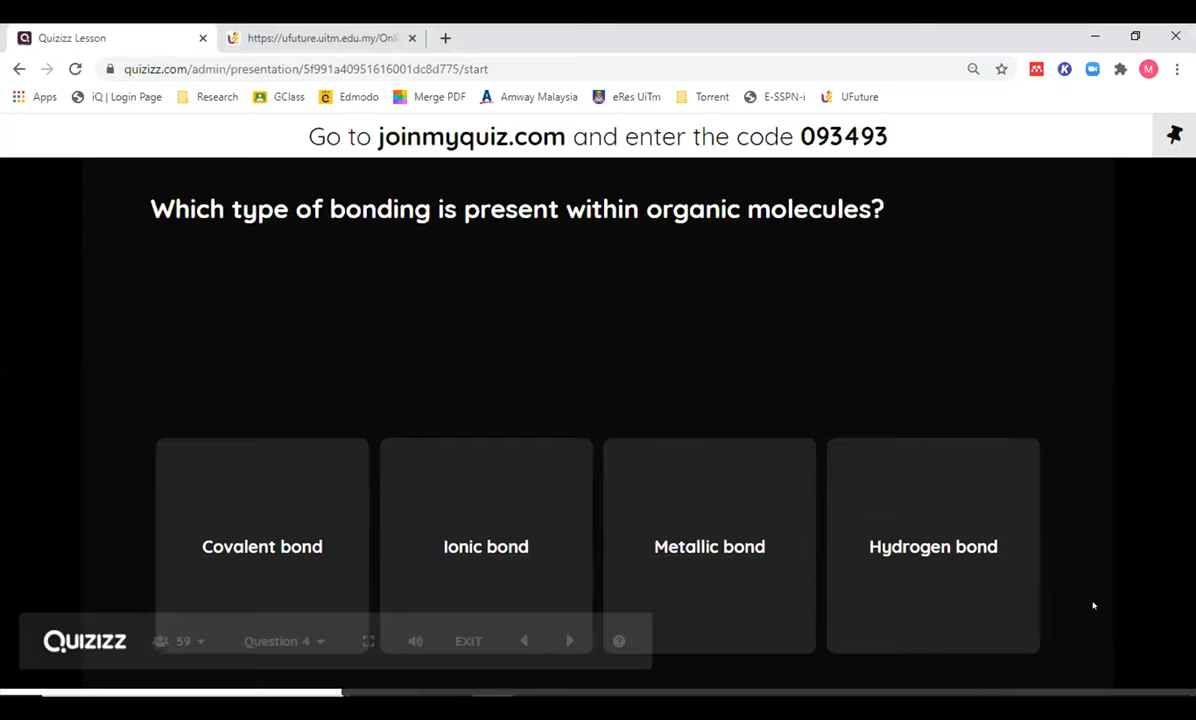 Quizizz Lesson
https://ufuture.uitm.edu.my/Onli
quizizz.com/admin/presentation/5f991a40951616001dc8d775/start
M
Apps iQ | Login Page Research GClass Edmodo Merge PDF Amway Malaysia eRes UiTm Torrent E-SSPN-i UFuture
Go to joinmyquiz.com and enter the code 093493
Which type of bonding is present within organic molecules?
Covalent bond
Ionic bond
Metallic bond
Hydrogen bond
QUIZIZZ 59 Question 4 EXIT